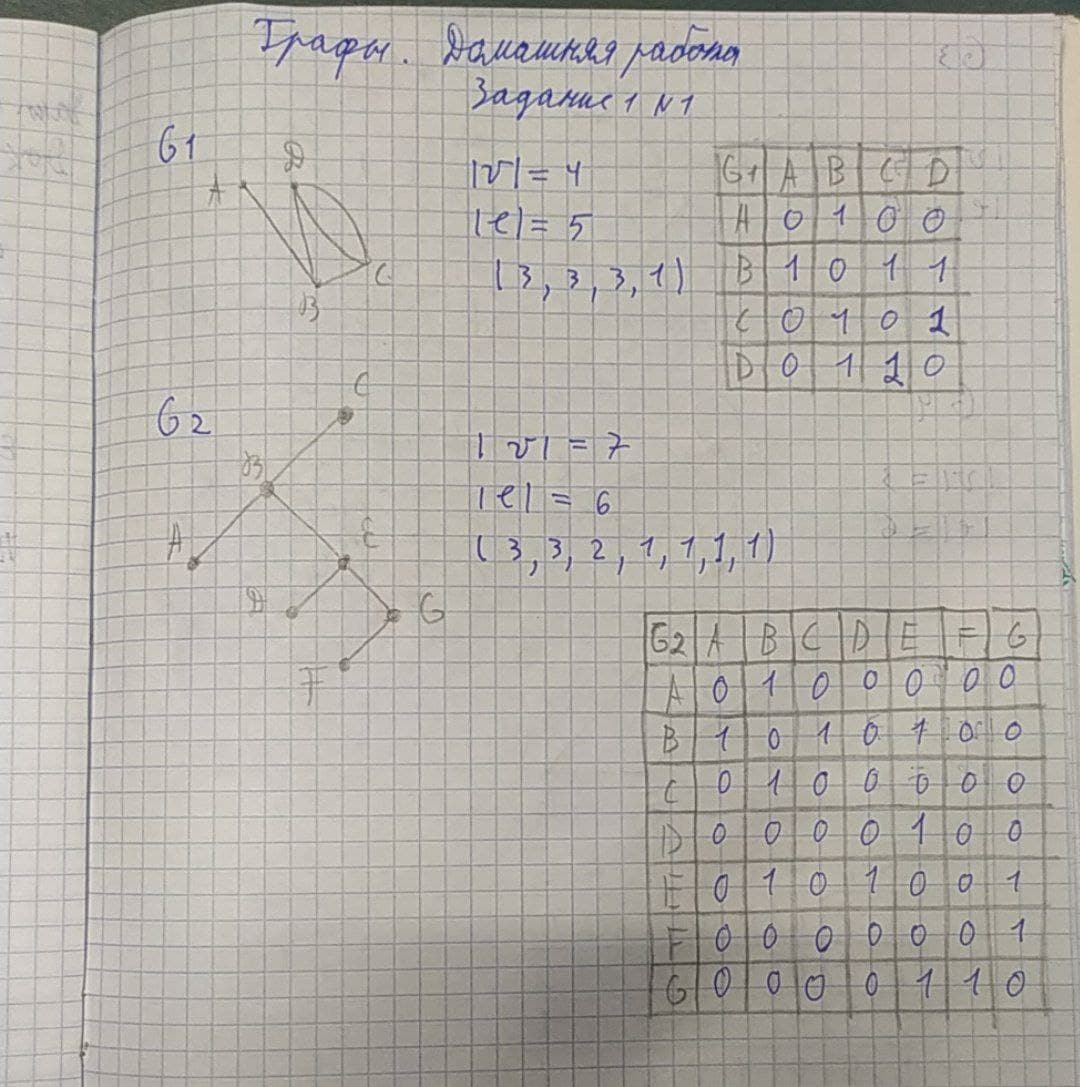 Графы. Домашняя работа
Задание 1 N1
G1
A
D
B
C
|V| = 4
|e| = 5
(3, 3, 3, 1)
G1 A B C D
A 0 1 0 0
B 1 0 1 1
C 0 1 0 1
D 0 1 1 0
G2
C
B
A
E
D
G
F
|V| = 7
|e| = 6
(3, 3, 2, 1, 1, 1, 1)
G2 A B C D E F G
A 0 1 0 0 0 0 0
B 1 0 1 0 1 0 0
C 0 1 0 0 0 0 0
D 0 0 0 0 1 0 0
E 0 1 0 1 0 0 1
F 0 0 0 0 0 0 1
G 0 0 0 0 1 1 0